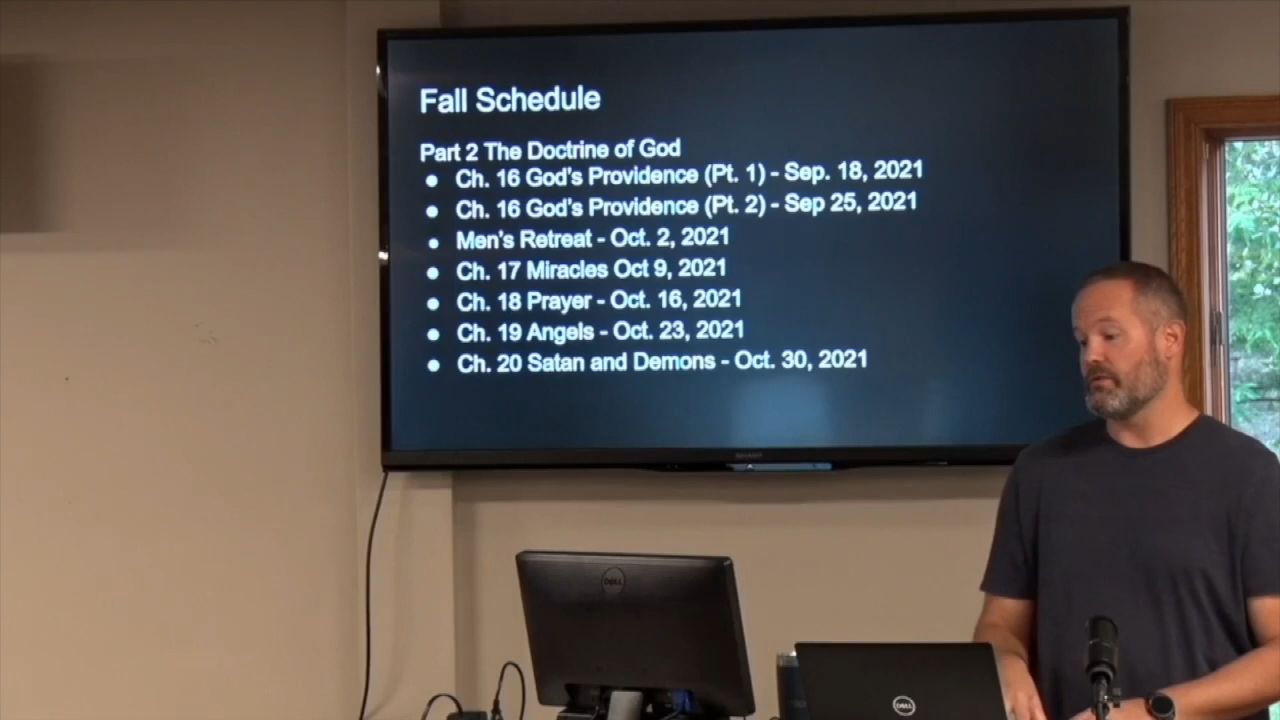 Fall Schedule
Part 2 The Doctrine of God
● Ch. 16 God's Providence (Pt. 1) - Sep. 18, 2021
● Ch. 16 God's Providence (Pt. 2) - Sep 25, 2021
● Men's Retreat - Oct. 2, 2021
● Ch. 17 Miracles Oct 9, 2021
● Ch. 18 Prayer - Oct. 16, 2021
● Ch. 19 Angels - Oct. 23, 2021
● Ch. 20 Satan and Demons - Oct. 30, 2021
SHARP
DELL
DELL